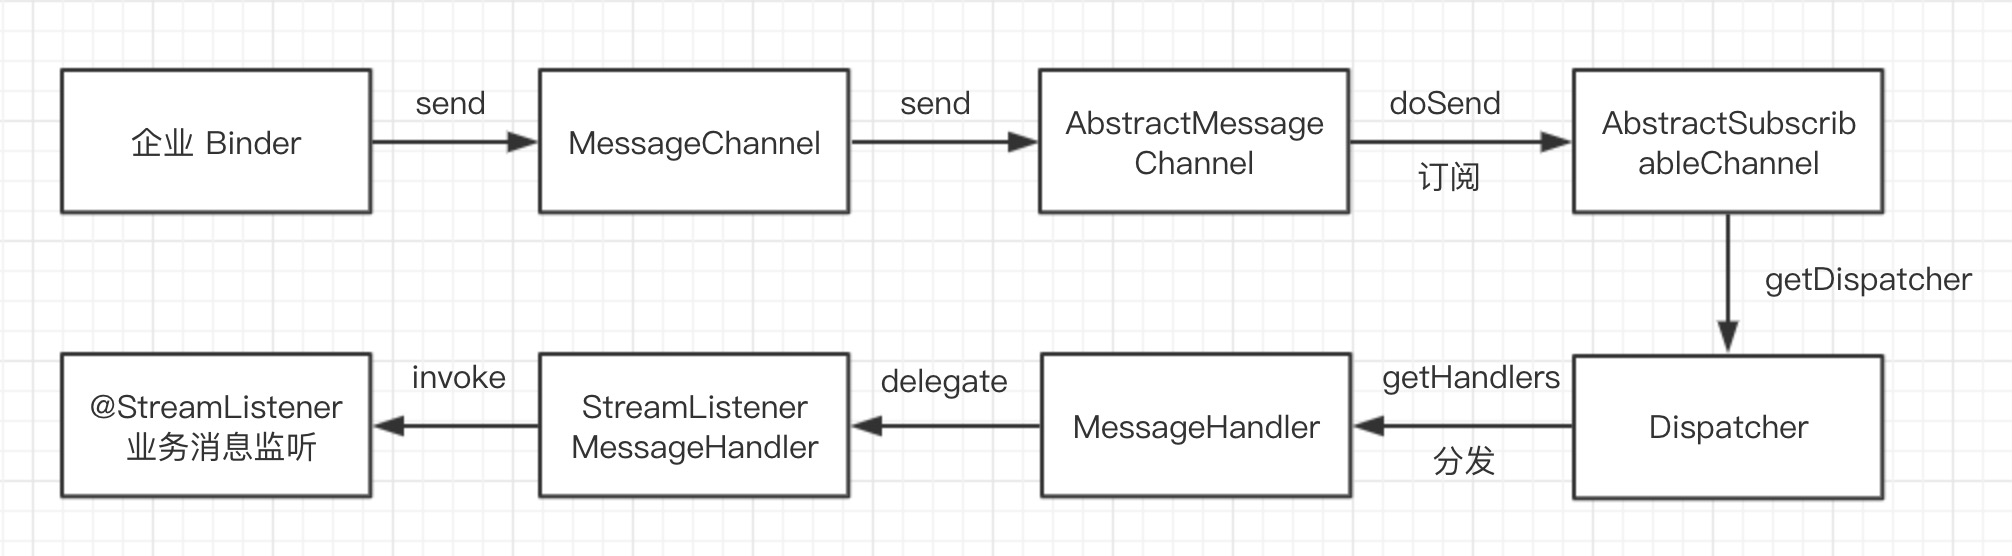 企业 Binder
send
MessageChannel
send
AbstractMessage
Channel
doSend
订阅
AbstractSubscrib
ableChannel
getDispatcher
Dispatcher
getHandlers
分发
MessageHandler
delegate
StreamListener
MessageHandler
invoke
@StreamListener
业务消息监听